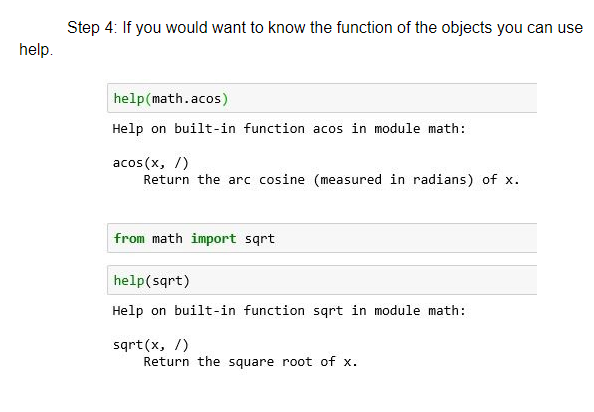 Step 4: If you would want to know the function of the objects you can use
help.
help(math.acos)
Help on built-in function acos in module math:
acos(x, /)
Return the arc cosine (measured in radians) of x.
from math import sqrt
help(sqrt)
Help on built-in function sqrt in module math:
sqrt(x, /)
Return the square root of x.